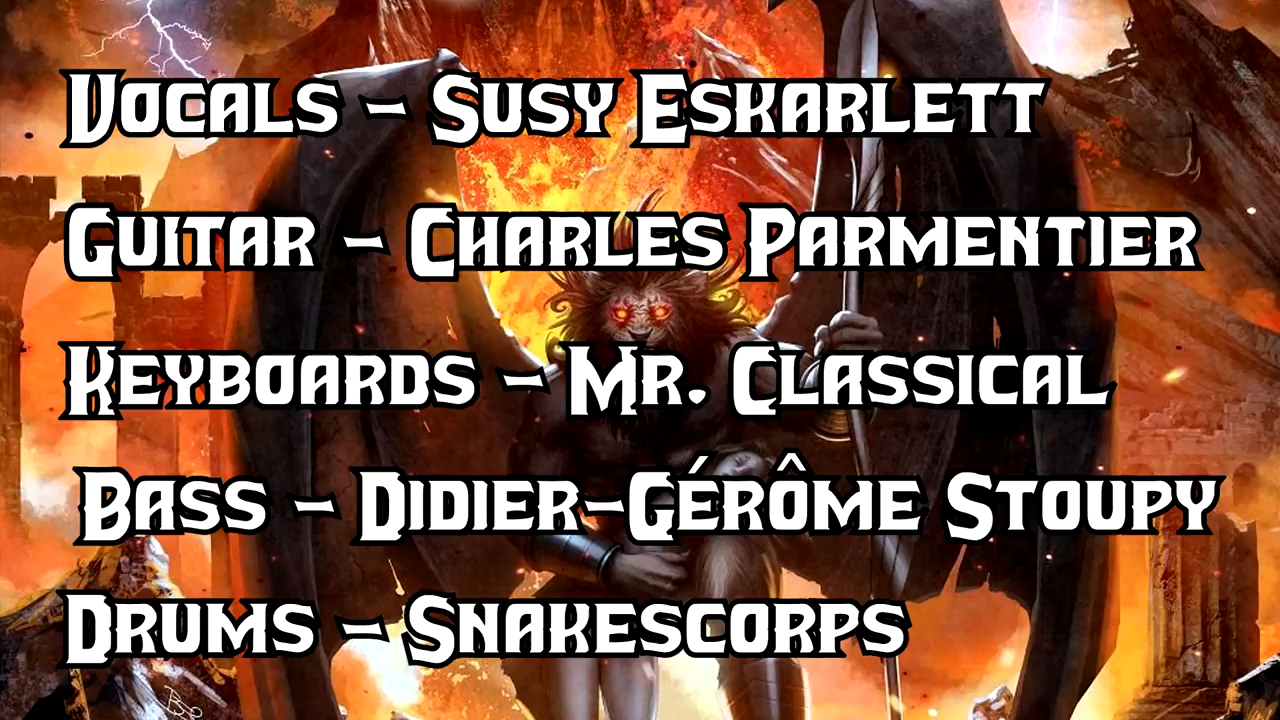 Vocals - Susy Eskarlett
Guitar - Charles Parmentier
Keyboards - Mr. Classical
Bass - Didier-Gérôme Stoupy
Drums - Snakescorps